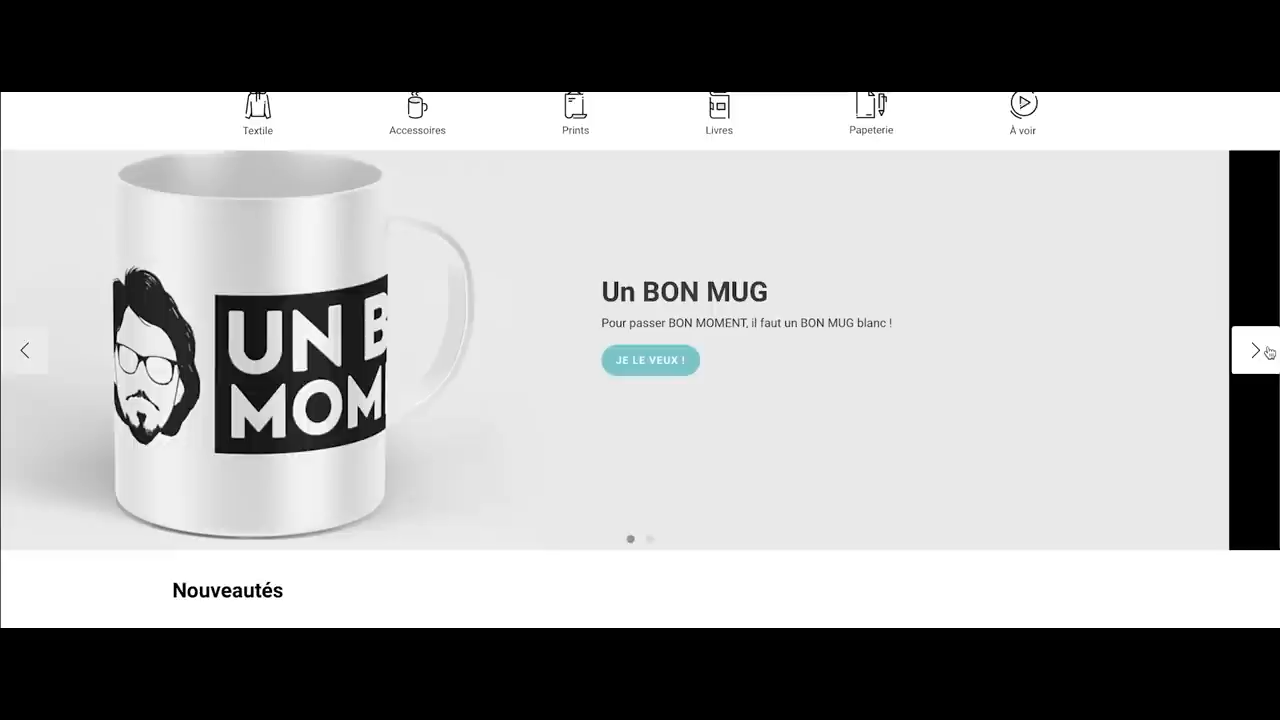 Textile
Accessoires
Prints
Livres
Papeterie
À voir
UN B
MOM
Un BON MUG
Pour passer BON MOMENT, il faut un BON MUG blanc !
JE LE VEUX !
Nouveautés